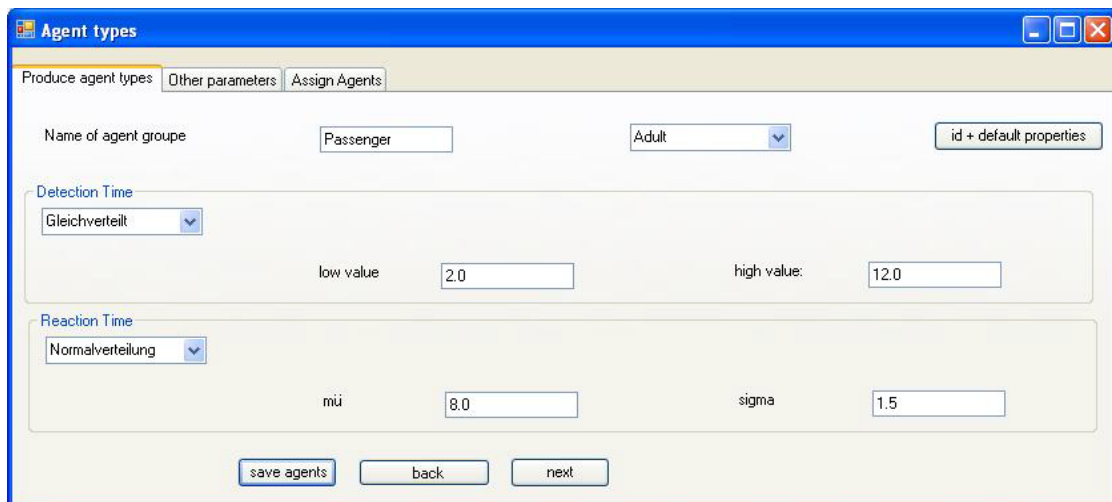 Agent types
Produce agent types Other parameters Assign Agents
Name of agent groupe Passenger Adult id + default properties
Detection Time
Gleichverteilt
low value 2.0 high value: 12.0
Reaction Time
Normalverteilung
mü 8.0 sigma 1.5
save agents back next